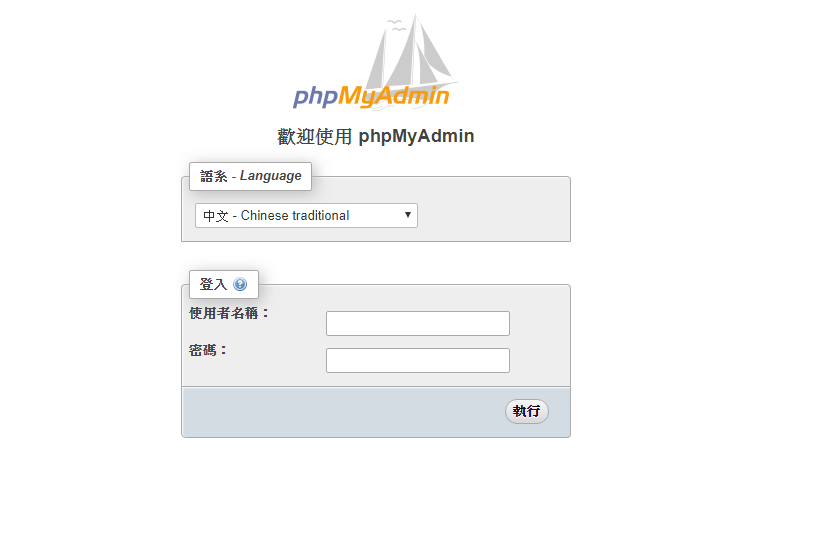 phpMyAdmin
歡迎使用 phpMyAdmin
語系 - Language
中文 - Chinese traditional
登入
使用者名稱：
密碼：
執行